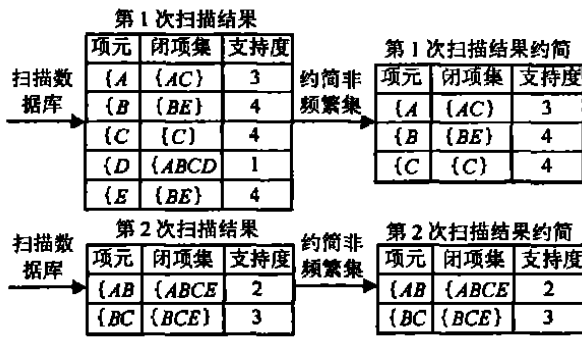 第1次扫描结果
项元 闭项集 支持度
{A {AC} 3
{B {BE} 4
{C {C} 4
{D {ABCD 1
{E {BE} 4
扫描数
据库
约简非
频繁集
第1次扫描结果约简
项元 闭项集 支持度
{A {AC} 3
{B {BE} 4
{C {C} 4
第2次扫描结果
项元 闭项集 支持度
{AB {ABCE 2
{BC {BCE} 3
扫描数
据库
约简非
频繁集
第2次扫描结果约简
项元 闭项集 支持度
{AB {ABCE 2
{BC {BCE} 3